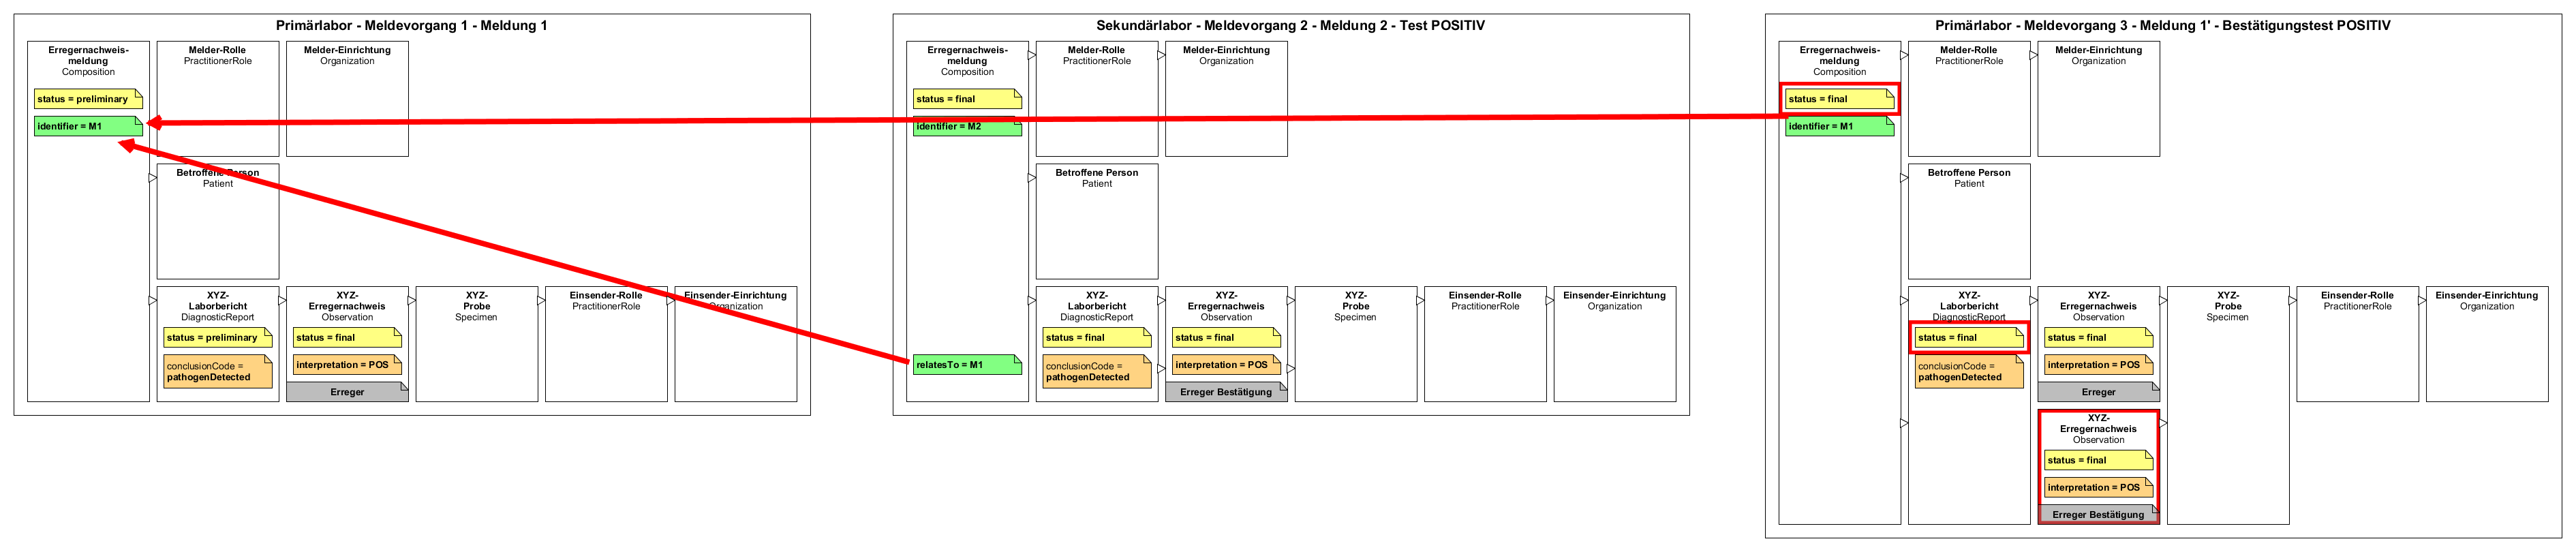 Primärlabor - Meldevorgang 1 - Meldung 1
Erregernachweis-
meldung
Composition
status = preliminary
identifier = M1
Melder-Rolle
PractitionerRole
Melder-Einrichtung
Organization
Betroffene Person
Patient
XYZ-
Laborbericht
DiagnosticReport
status = preliminary
conclusionCode =
pathogenDetected
XYZ-
Erregernachweis
Observation
status = final
interpretation = POS
Erreger
XYZ-
Probe
Specimen
Einsender-Rolle
PractitionerRole
Einsender-Einrichtung
Organization
Sekundärlabor - Meldevorgang 2 - Meldung 2 - Test POSITIV
Erregernachweis-
meldung
Composition
status = final
identifier = M2
relatesTo = M1
Melder-Rolle
PractitionerRole
Melder-Einrichtung
Organization
Betroffene Person
Patient
XYZ-
Laborbericht
DiagnosticReport
status = final
conclusionCode =
pathogenDetected
XYZ-
Erregernachweis
Observation
status = final
interpretation = POS
Erreger Bestätigung
XYZ-
Probe
Specimen
Einsender-Rolle
PractitionerRole
Einsender-Einrichtung
Organization
Primärlabor - Meldevorgang 3 - Meldung 1' - Bestätigungstest POSITIV
Erregernachweis-
meldung
Composition
status = final
identifier = M1
Melder-Rolle
PractitionerRole
Melder-Einrichtung
Organization
Betroffene Person
Patient
XYZ-
Laborbericht
DiagnosticReport
status = final
conclusionCode =
pathogenDetected
XYZ-
Erregernachweis
Observation
status = final
interpretation = POS
Erreger
XYZ-
Erregernachweis
Observation
status = final
interpretation = POS
Erreger Bestätigung
XYZ-
Probe
Specimen
Einsender-Rolle
PractitionerRole
Einsender-Einrichtung
Organization